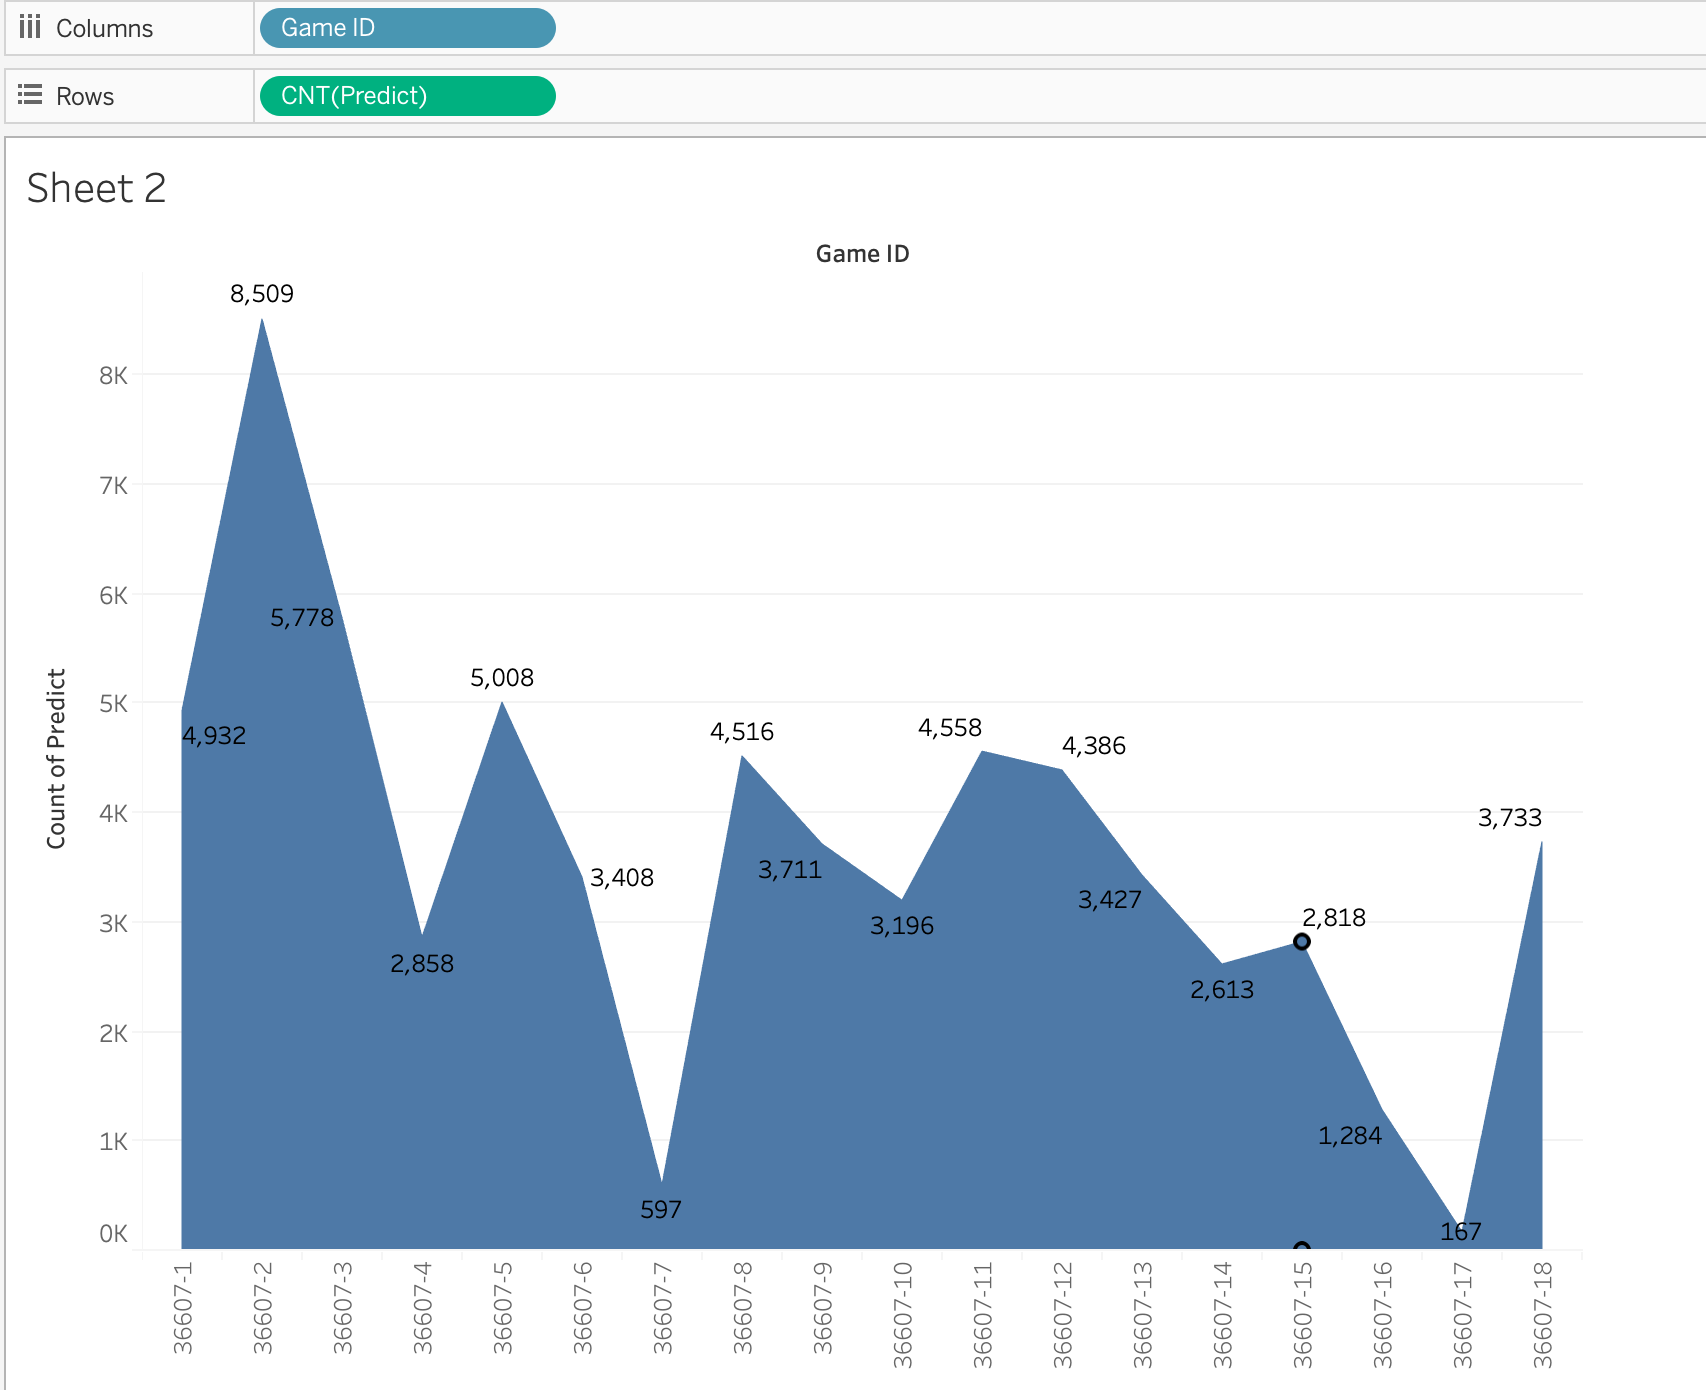 Columns
Game ID
Rows
CNT(Predict)
Sheet 2
Game ID
8,509
8K
7K
6K
5,778
5,008
5K
4,932
4,516
4,558
4,386
Count of Predict
4K
3,733
3,408
3,711
3,427
3K
3,196
2,818
2,858
2,613
2K
1K
1,284
597
0K
167
36607-1
36607-2
36607-3
36607-4
36607-5
36607-6
36607-7
36607-8
36607-9
36607-10
36607-11
36607-12
36607-13
36607-14
36607-15
36607-16
36607-17
36607-18